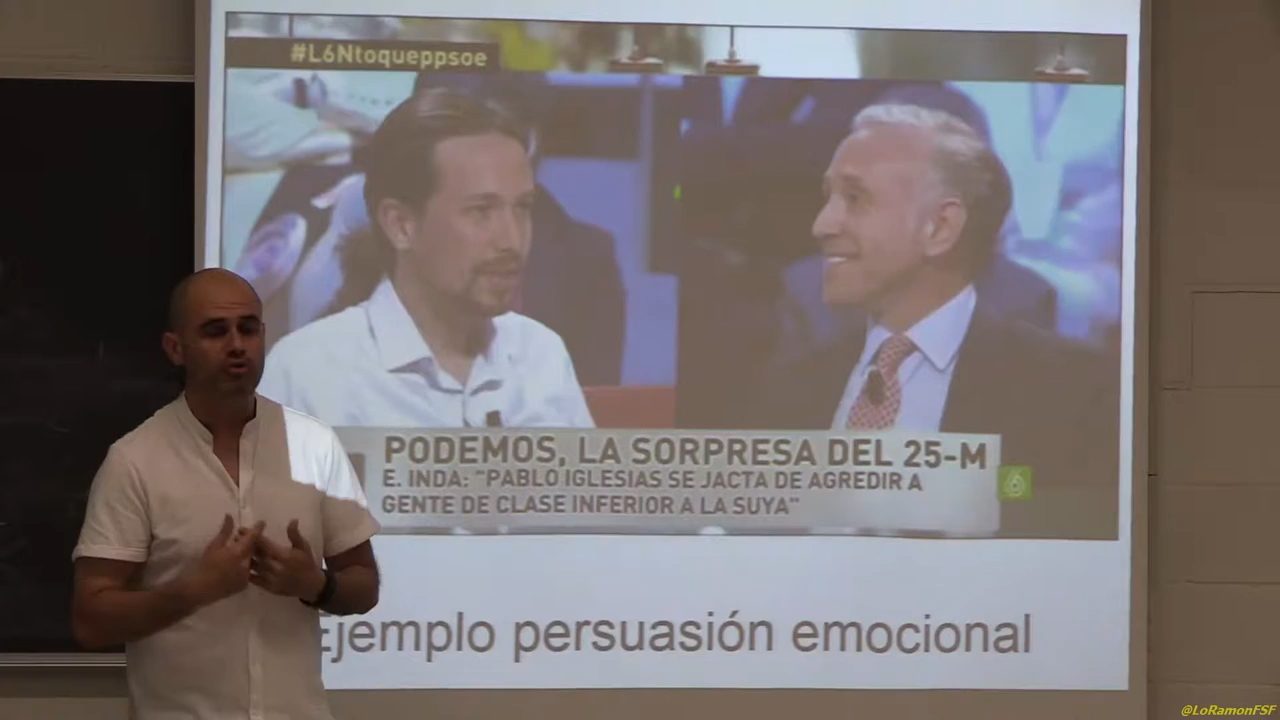 #L6Ntoqueppsoe
PODEMOS, LA SORPRESA DEL 25-M
E. INDA: "PABLO IGLESIAS SE JACTA DE AGREDIR A
GENTE DE CLASE INFERIOR A LA SUYA"
6
Ejemplo persuasión emocional
@LoRamonFSF